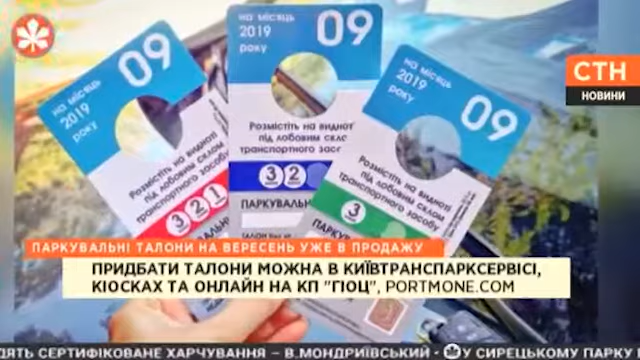 09
на місяць
2019
року
Розмістіть на видноті
під лобовим склом
транспортного засобу
3 2 1
ПАРКУВАЛЬН
09
на місяць
2019
року
Розмістіть на видноті
під лобовим склом
транспортного засо
3 2
ПАРКУВАЛЬН
09
на місяць
2019
року
Розмістіть на видноті
під лобовим склом
транспортного засобу
3
ПАРКУВАЛЬ
СТН
НОВИНИ
ПАРКУВАЛЬНІ ТАЛОНИ НА ВЕРЕСЕНЬ УЖЕ В ПРОДАЖУ
ПРИДБАТИ ТАЛОНИ МОЖНА В КИЇВТРАНСПАРКСЕРВІСІ,
КІОСКАХ ТА ОНЛАЙН НА КП "ГІОЦ", PORTMONE.COM
ДЯТЬ СЕРТИФІКОВАНЕ ХАРЧУВАННЯ – В.МОНДРИЇВСЬКИЙ - У СИРЕЦЬКОМУ ПАРКУ